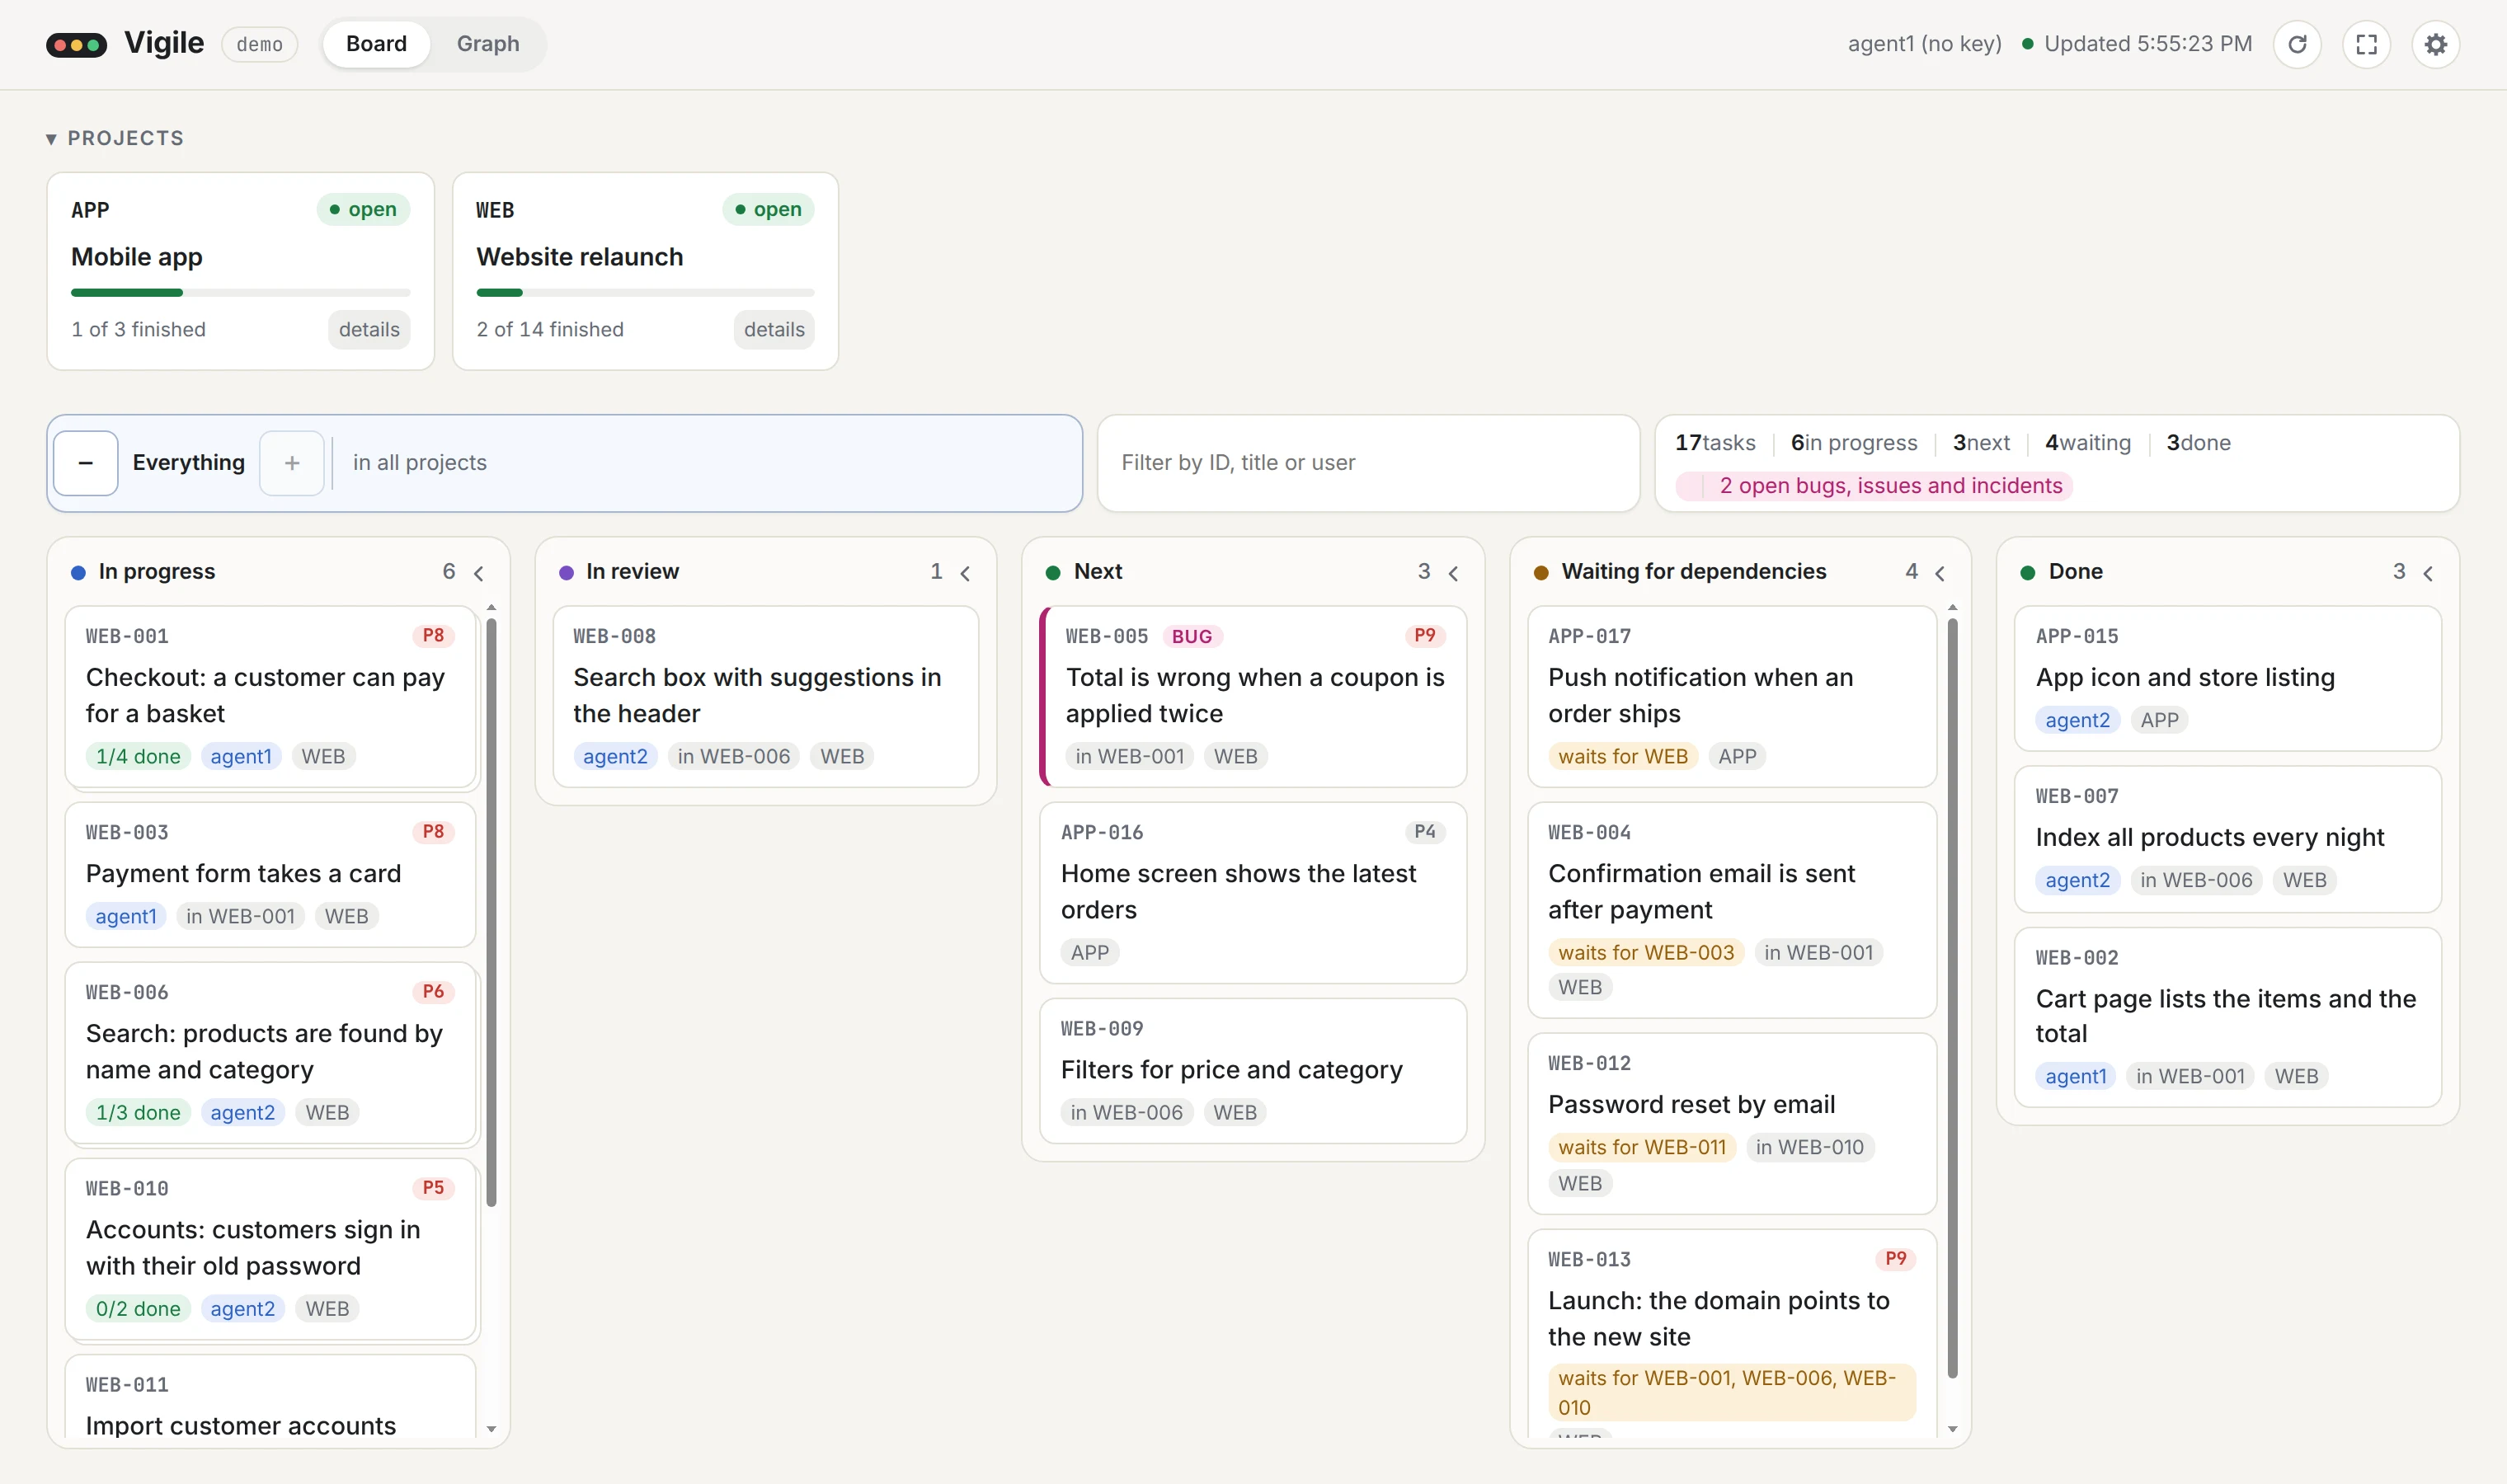 Vigile
demo
Board
Graph
agent1 (no key)
Updated 5:55:23 PM
▼ PROJECTS
APP
open
Mobile app
1 of 3 finished
details
WEB
open
Website relaunch
2 of 14 finished
details
− Everything + in all projects
Filter by ID, title or user
17tasks 6in progress 3next 4waiting 3done
2 open bugs, issues and incidents
In progress 6
WEB-001 P8
Checkout: a customer can pay
for a basket
1/4 done agent1 WEB
WEB-003 P8
Payment form takes a card
agent1 in WEB-001 WEB
WEB-006 P6
Search: products are found by
name and category
1/3 done agent2 WEB
WEB-010 P5
Accounts: customers sign in
with their old password
0/2 done agent2 WEB
WEB-011
Import customer accounts
In review 1
WEB-008
Search box with suggestions in
the header
agent2 in WEB-006 WEB
Next 3
WEB-005 BUG P9
Total is wrong when a coupon is
applied twice
in WEB-001 WEB
APP-016 P4
Home screen shows the latest
orders
APP
WEB-009
Filters for price and category
in WEB-006 WEB
Waiting for dependencies 4
APP-017
Push notification when an
order ships
waits for WEB APP
WEB-004
Confirmation email is sent
after payment
waits for WEB-003 in WEB-001
WEB
WEB-012
Password reset by email
waits for WEB-011 in WEB-010
WEB
WEB-013 P9
Launch: the domain points to
the new site
waits for WEB-001, WEB-006, WEB-
010
Done 3
APP-015
App icon and store listing
agent2 APP
WEB-007
Index all products every night
agent2 in WEB-006 WEB
WEB-002
Cart page lists the items and the
total
agent1 in WEB-001 WEB